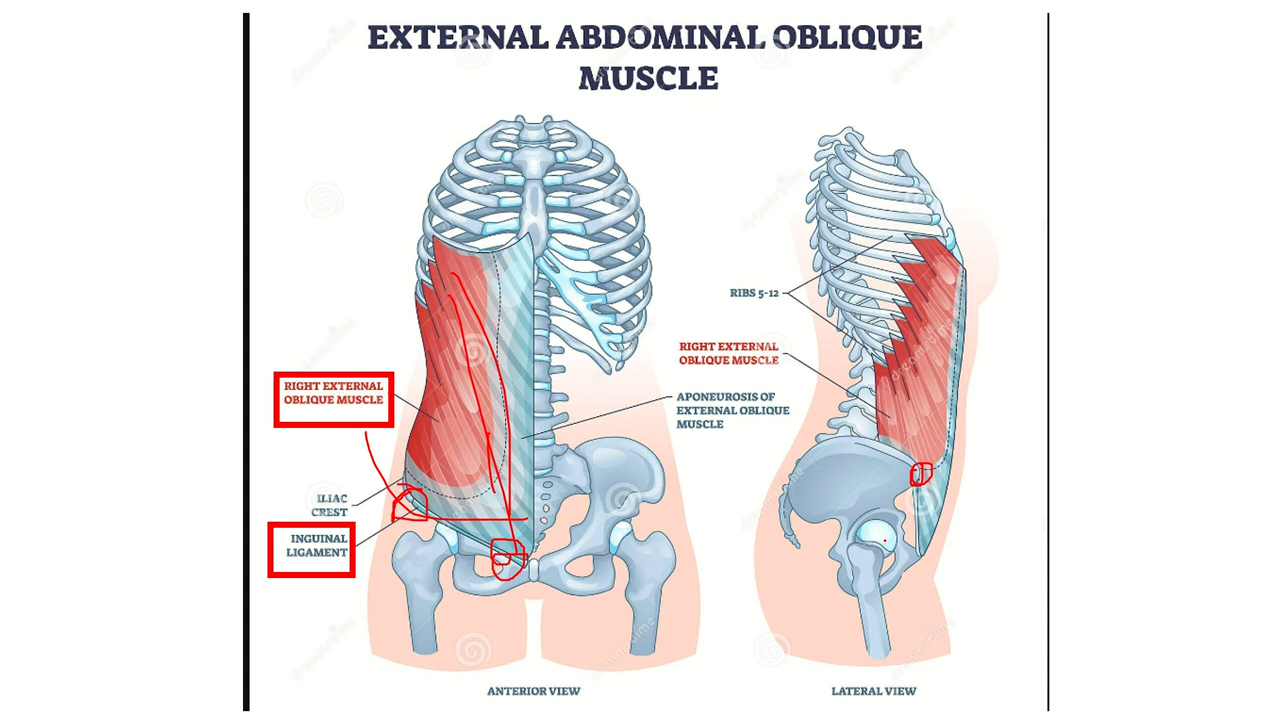 EXTERNAL ABDOMINAL OBLIQUE
MUSCLE
RIBS 5-12
RIGHT EXTERNAL
OBLIQUE MUSCLE
RIGHT EXTERNAL
OBLIQUE MUSCLE
APONEUROSIS OF
EXTERNAL OBLIQUE
MUSCLE
ILIAC
CREST
INGUINAL
LIGAMENT
ANTERIOR VIEW
LATERAL VIEW